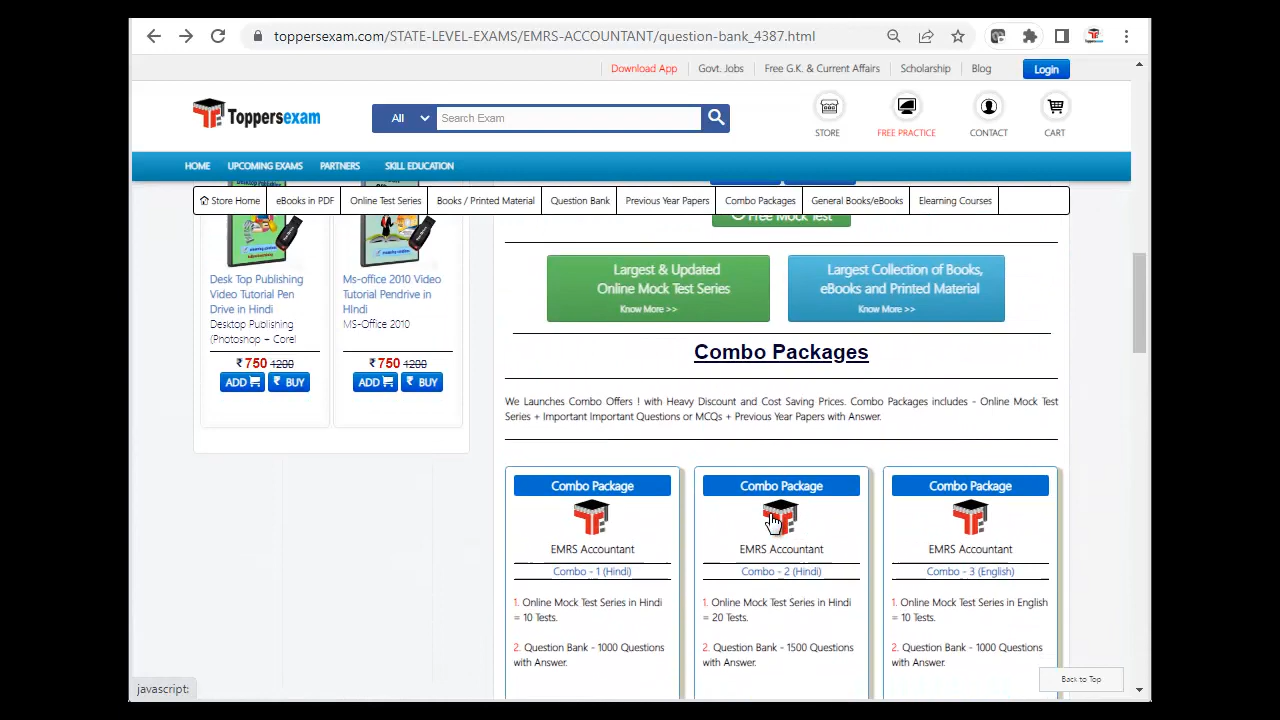 toppersexam.com/STATE-LEVEL-EXAMS/EMRS-ACCOUNTANT/question-bank_4387.html
Download App
Govt. Jobs
Free G.K. & Current Affairs
Scholarship
Blog
Login
Toppersexam
All
Search Exam
STORE
FREE PRACTICE
CONTACT
CART
HOME
UPCOMING EXAMS
PARTNERS
SKILL EDUCATION
Store Home
eBooks in PDF
Online Test Series
Books / Printed Material
Question Bank
Previous Year Papers
Combo Packages
General Books/eBooks
Elearning Courses
Free Mock Test
Desk Top Publishing
Video Tutorial Pen
Drive in Hindi
Desktop Publishing
(Photosnop + Corel
₹ 750 1200
ADD
₹ BUY
Ms-office 2010 Video
Tutorial Pendrive in
HIndi
MS-Office 2010
₹ 750 1200
ADD
₹ BUY
Largest & Updated
Online Mock Test Series
Know More >>
Largest Collection of Books,
eBooks and Printed Material
Know More >>
Combo Packages
We Launches Combo Offers ! with Heavy Discount and Cost Saving Prices. Combo Packages includes - Online Mock Test
Series + Important Important Questions or MCQs + Previous Year Papers with Answer.
Combo Package
EMRS Accountant
Combo - 1 (Hindi)
1. Online Mock Test Series in Hindi
= 10 Tests.
2. Question Bank - 1000 Questions
with Answer.
Combo Package
EMRS Accountant
Combo - 2 (Hindi)
1. Online Mock Test Series in Hindi
= 20 Tests.
2. Question Bank - 1500 Questions
with Answer.
Combo Package
EMRS Accountant
Combo - 3 (English)
1. Online Mock Test Series in English
= 10 Tests.
2. Question Bank - 1000 Questions
with Answer.
Back to Top
javascript: